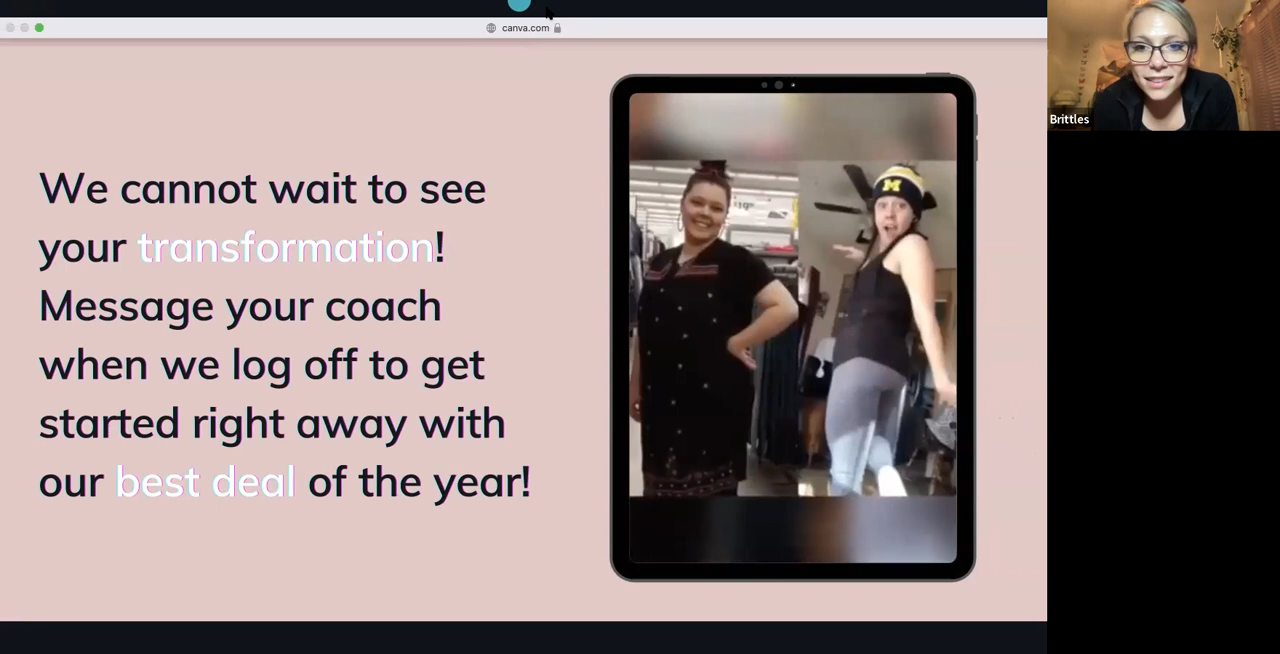 canva.com
We cannot wait to see
your transformation!
Message your coach
when we log off to get
started right away with
our best deal of the year!
M
Brittles